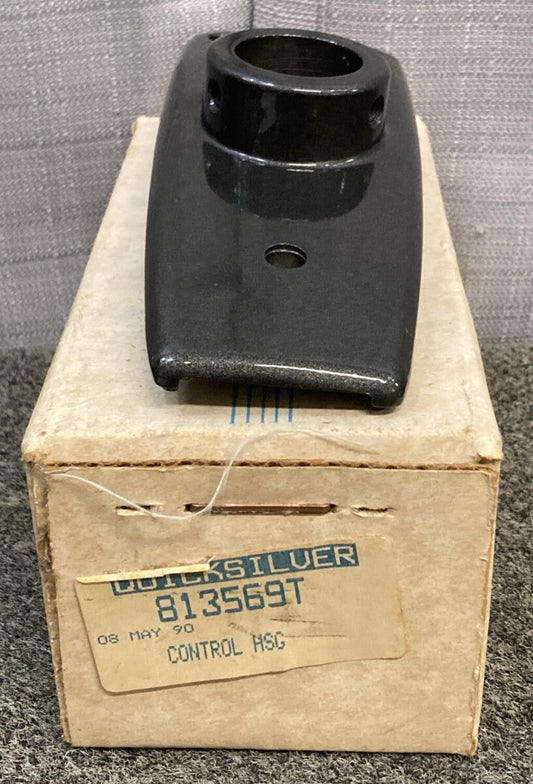 QUICKSILVER
813569T
08 MAY 90
CONTROL HSG